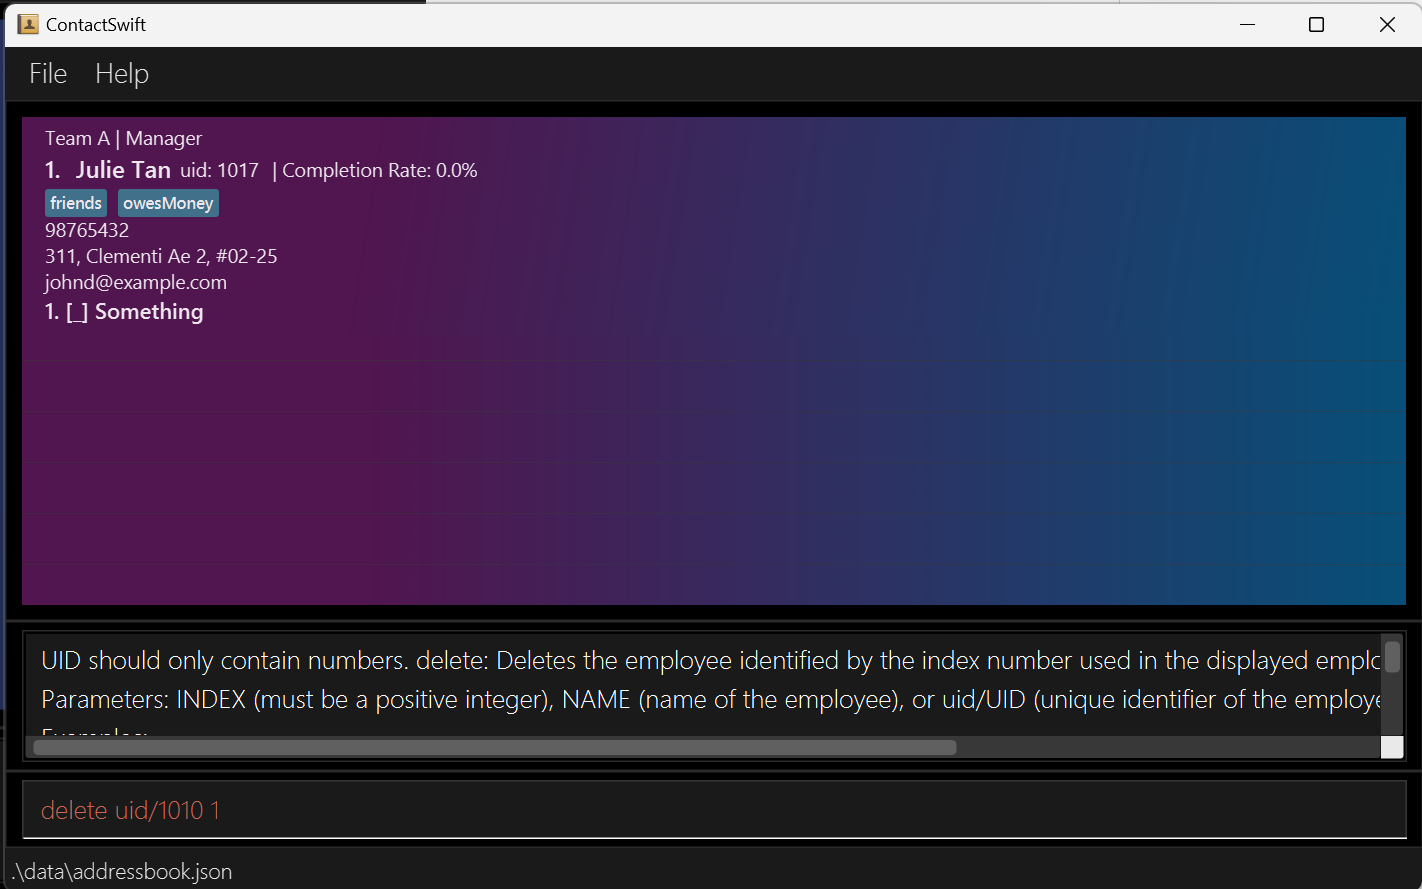 ContactSwift
File Help
Team A | Manager
1. Julie Tan uid: 1017 | Completion Rate: 0.0%
friends owesMoney
98765432
311, Clementi Ae 2, #02-25
johnd@example.com
1. [_] Something
UID should only contain numbers. delete: Deletes the employee identified by the index number used in the displayed emplo
Parameters: INDEX (must be a positive integer), NAME (name of the employee), or uid/UID (unique identifier of the employe
Examples:
delete uid/1010 1
.\data\addressbook.json